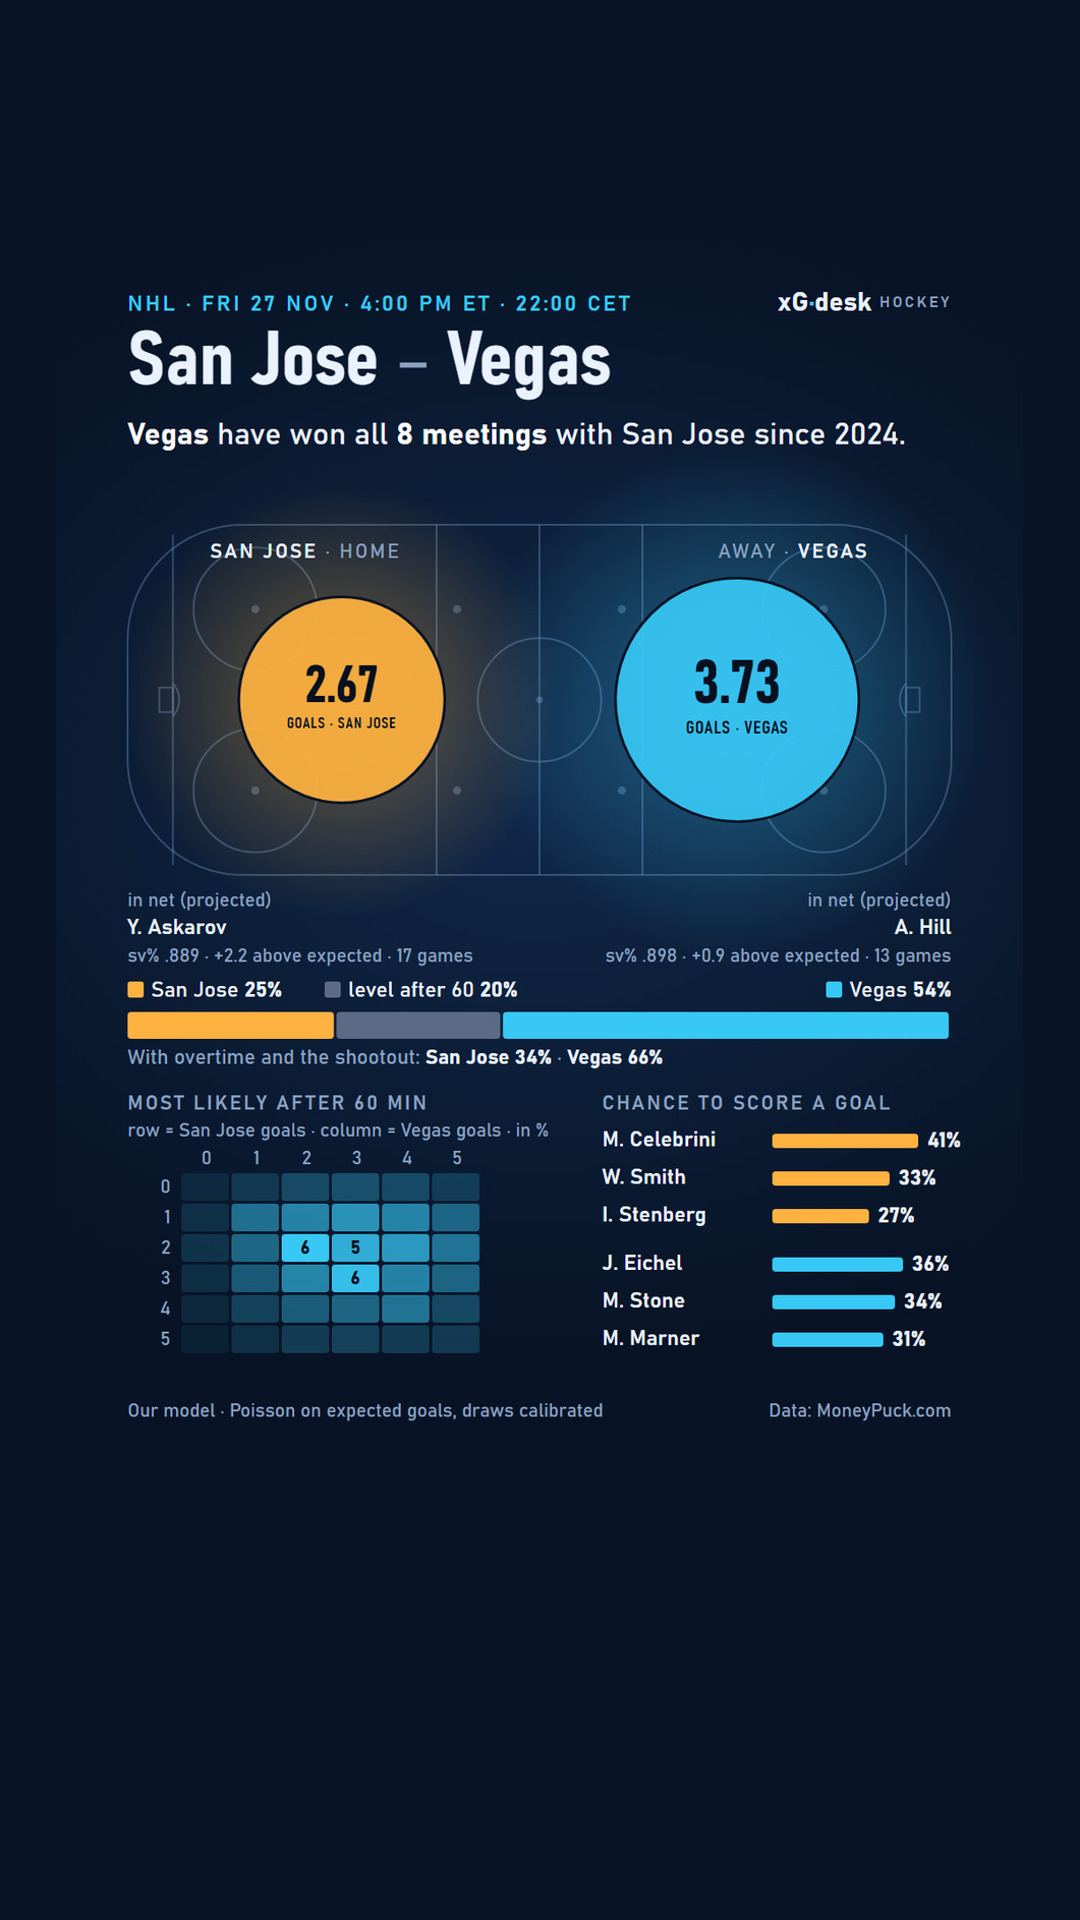 NHL · FRI 27 NOV · 4:00 PM ET · 22:00 CET
xG·desk HOCKEY
San Jose – Vegas
Vegas have won all 8 meetings with San Jose since 2024.
SAN JOSE · HOME
AWAY · VEGAS
2.67
GOALS · SAN JOSE
3.73
GOALS · VEGAS
in net (projected)
Y. Askarov
sv% .889 · +2.2 above expected · 17 games
in net (projected)
A. Hill
sv% .898 · +0.9 above expected · 13 games
San Jose 25%
level after 60 20%
Vegas 54%
With overtime and the shootout: San Jose 34% · Vegas 66%
MOST LIKELY AFTER 60 MIN
row = San Jose goals · column = Vegas goals · in %
0 1 2 3 4 5
0
1
2 6 5
3 6
4
5
CHANCE TO SCORE A GOAL
M. Celebrini 41%
W. Smith 33%
I. Stenberg 27%
J. Eichel 36%
M. Stone 34%
M. Marner 31%
Our model · Poisson on expected goals, draws calibrated
Data: MoneyPuck.com